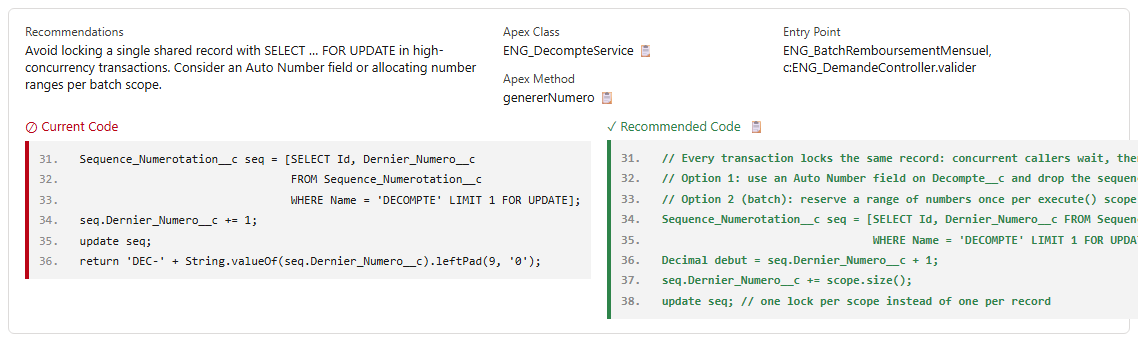 Recommendations
Avoid locking a single shared record with SELECT ... FOR UPDATE in high-
concurrency transactions. Consider an Auto Number field or allocating number
ranges per batch scope.
Apex Class
ENG_DecompteService
Apex Method
genererNumero
Entry Point
ENG_BatchRemboursementMensuel,
c:ENG_DemandeController.valider
Current Code
31. Sequence_Numerotation__c seq = [SELECT Id, Dernier_Numero__c
32. FROM Sequence_Numerotation__c
33. WHERE Name = 'DECOMPTE' LIMIT 1 FOR UPDATE];
34. seq.Dernier_Numero__c += 1;
35. update seq;
36. return 'DEC-' + String.valueOf(seq.Dernier_Numero__c).leftPad(9, '0');
✓ Recommended Code
31. // Every transaction locks the same record: concurrent callers wait, the
32. // Option 1: use an Auto Number field on Decompte__c and drop the sequen
33. // Option 2 (batch): reserve a range of numbers once per execute() scope
34. Sequence_Numerotation__c seq = [SELECT Id, Dernier_Numero__c FROM Sequen
35. WHERE Name = 'DECOMPTE' LIMIT 1 FOR UPDA
36. Decimal debut = seq.Dernier_Numero__c + 1;
37. seq.Dernier_Numero__c += scope.size();
38. update seq; // one lock per scope instead of one per record